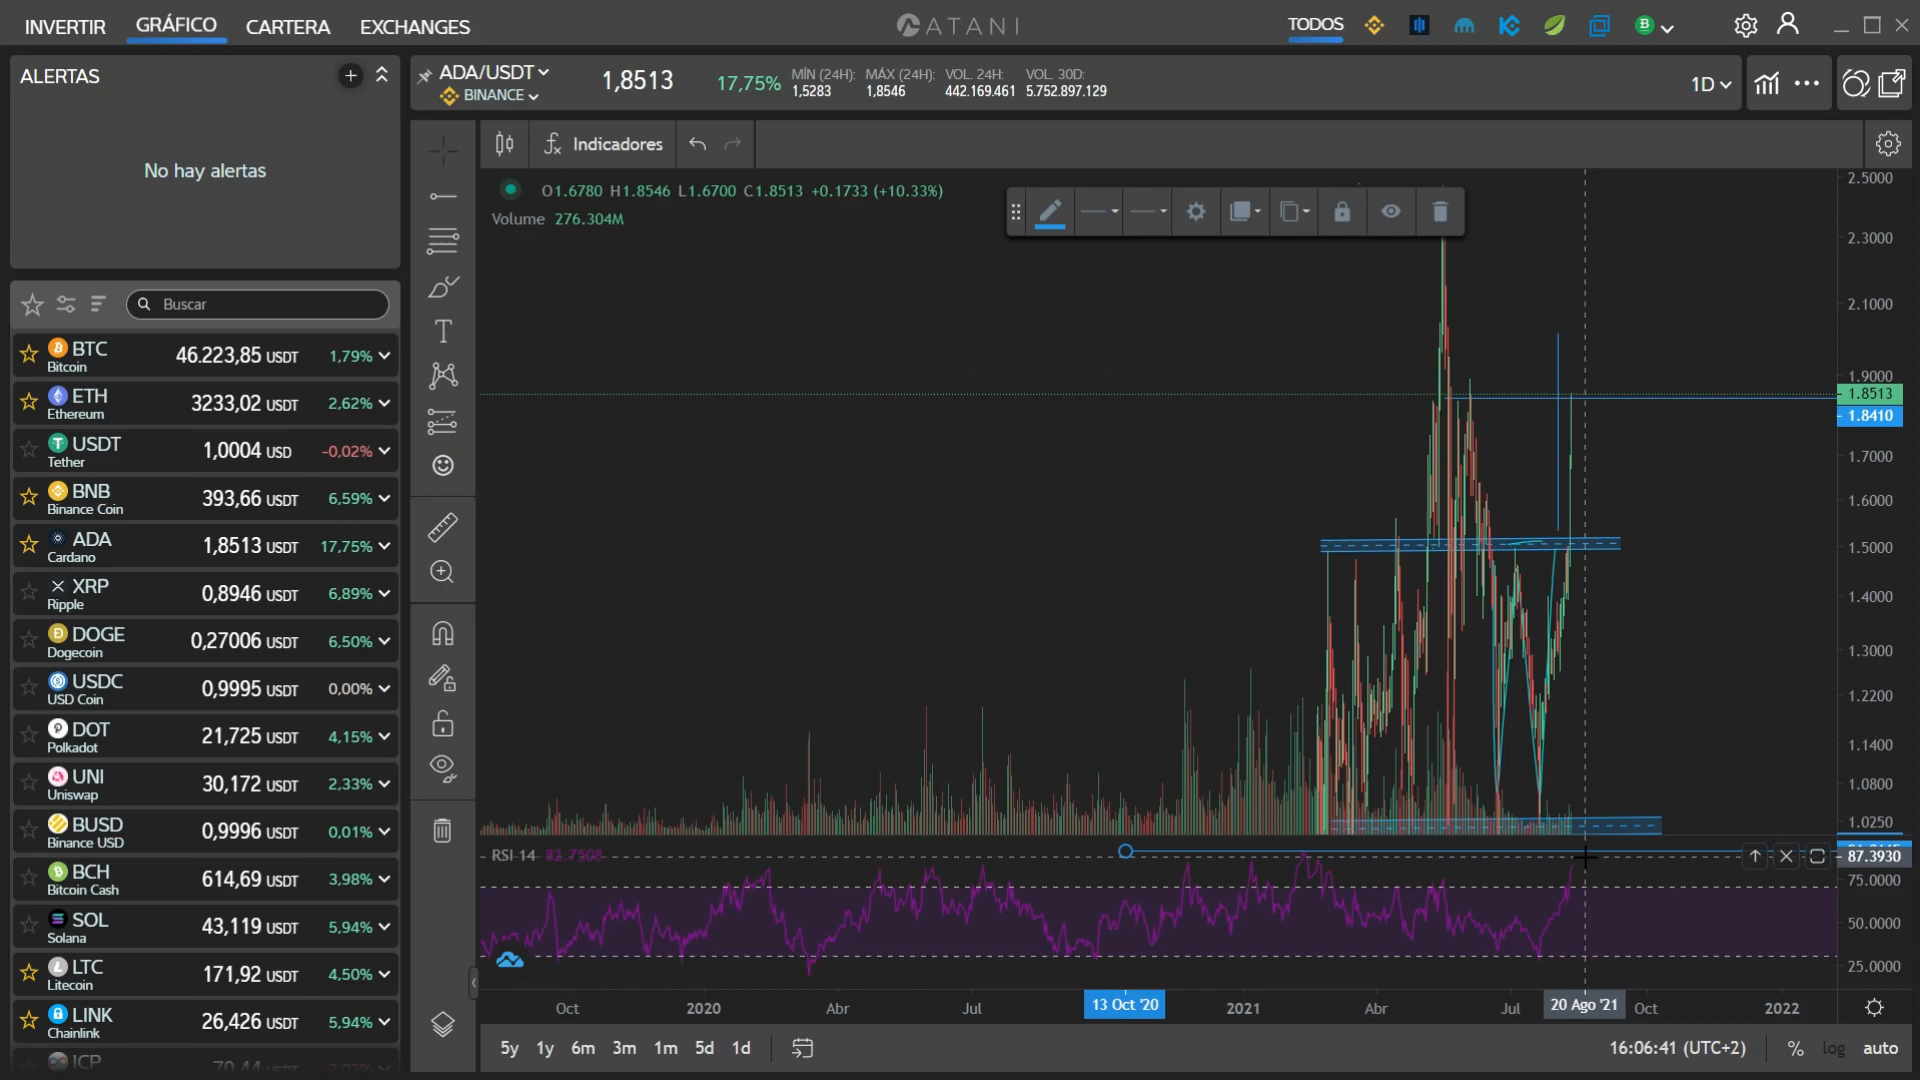 INVERTIR GRÁFICO CARTERA EXCHANGES ATANI TODOS
ALERTAS
No hay alertas
ADA/USDT
BINANCE
1,8513 17,75%
MÍN (24H): MÁX (24H): VOL. 24H: VOL. 30D:
1,5283 1,8546 442.169.461 5.752.897.129
1D
Indicadores
O1.6780 H1.8546 L1.6700 C1.8513 +0.1733 (+10.33%)
Volume 276.304M
Buscar
BTC 46.223,85 USDT 1,79%
Bitcoin
ETH 3233,02 USDT 2,62%
Ethereum
USDT 1,0004 USD -0,02%
Tether
BNB 393,66 USDT 6,59%
Binance Coin
ADA 1,8513 USDT 17,75%
Cardano
XRP 0,8946 USDT 6,89%
Ripple
DOGE 0,27006 USDT 6,50%
Dogecoin
USDC 0,9995 USDT 0,00%
USD Coin
DOT 21,725 USDT 4,15%
Polkadot
UNI 30,172 USDT 2,33%
Uniswap
BUSD 0,9996 USDT 0,01%
Binance USD
BCH 614,69 USDT 3,98%
Bitcoin Cash
SOL 43,119 USDT 5,94%
Solana
LTC 171,92 USDT 4,50%
Litecoin
LINK 26,426 USDT 5,94%
Chainlink
ICP
2.5000
2.3000
2.1000
1.9000
1.8513
1.8410
1.7000
1.6000
1.5000
1.4000
1.3000
1.2200
1.1400
1.0800
1.0250
RSI 14 82.7508
87.3930
75.0000
50.0000
25.0000
Oct 2020 Abr Jul 13 Oct '20 2021 Abr Jul 20 Ago '21 Oct 2022
5y 1y 6m 3m 1m 5d 1d
16:06:41 (UTC+2) % log auto